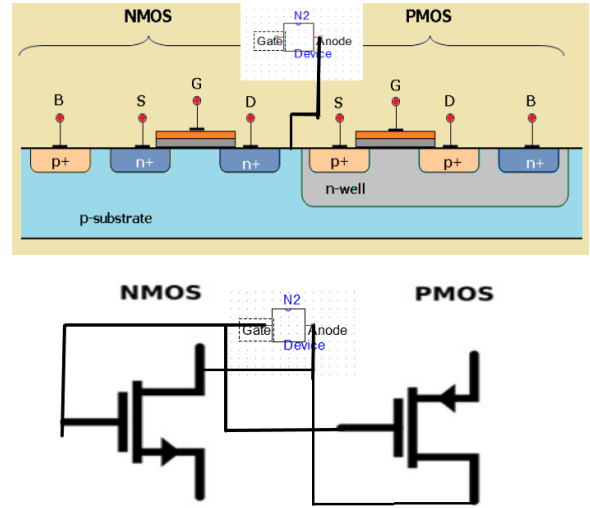 NMOS
N2
PMOS
Gate
Anode
Device
B
S
G
D
S
G
D
B
p+
n+
n+
p+
p+
n+
n-well
p-substrate
NMOS
N2
PMOS
Gate
Anode
Device